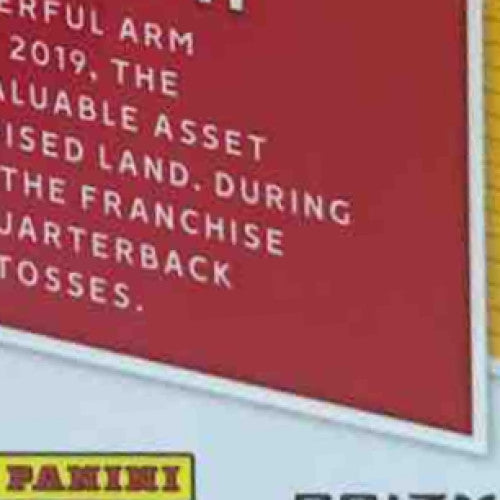 ERFUL ARM
2019, THE
ALUABLE ASSET
ISED LAND. DURING
THE FRANCHISE
UARTERBACK
TOSSES.
PANINI